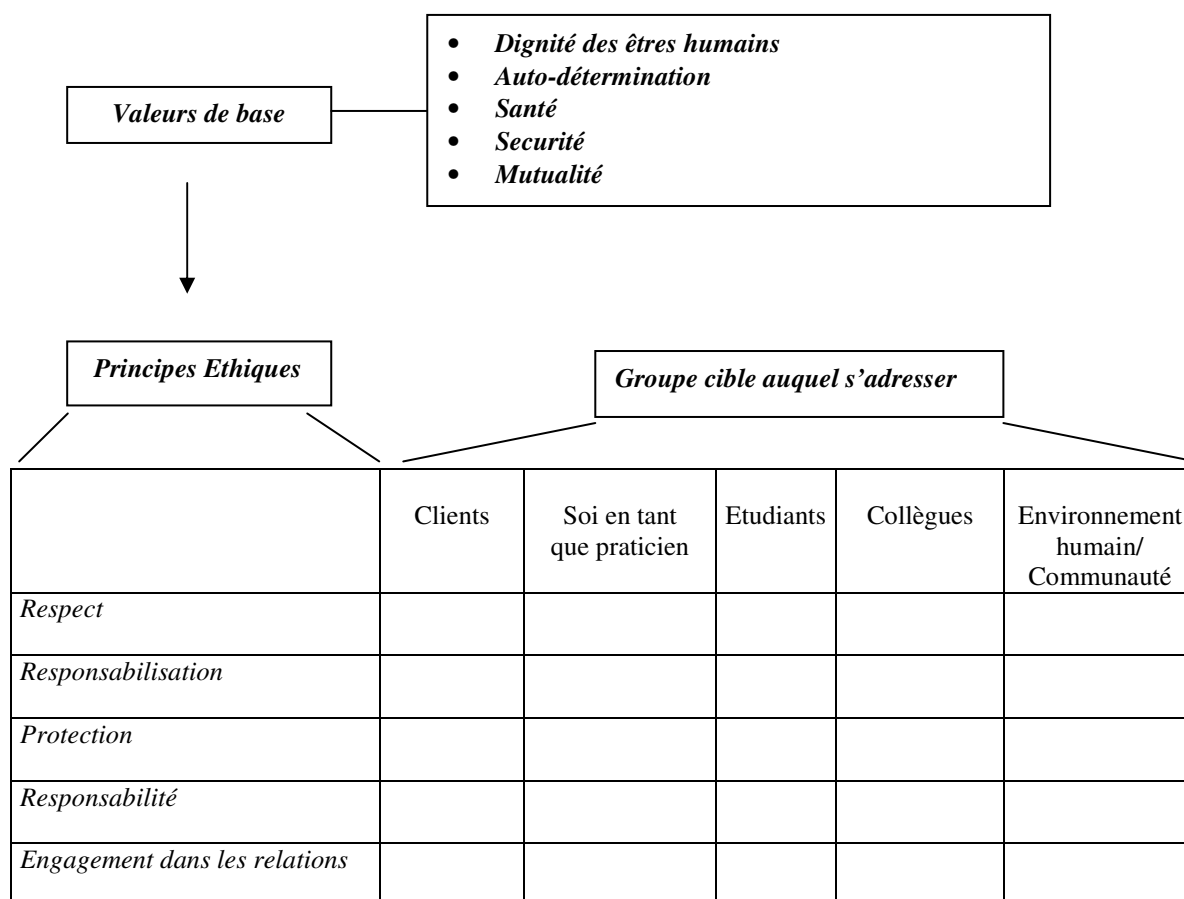 Valeurs de base
• Dignité des êtres humains
• Auto-détermination
• Santé
• Securité
• Mutualité
Principes Ethiques
Groupe cible auquel s’adresser
Clients
Soi en tant
que praticien
Etudiants
Collègues
Environnement
humain/
Communauté
Respect
Responsabilisation
Protection
Responsabilité
Engagement dans les relations